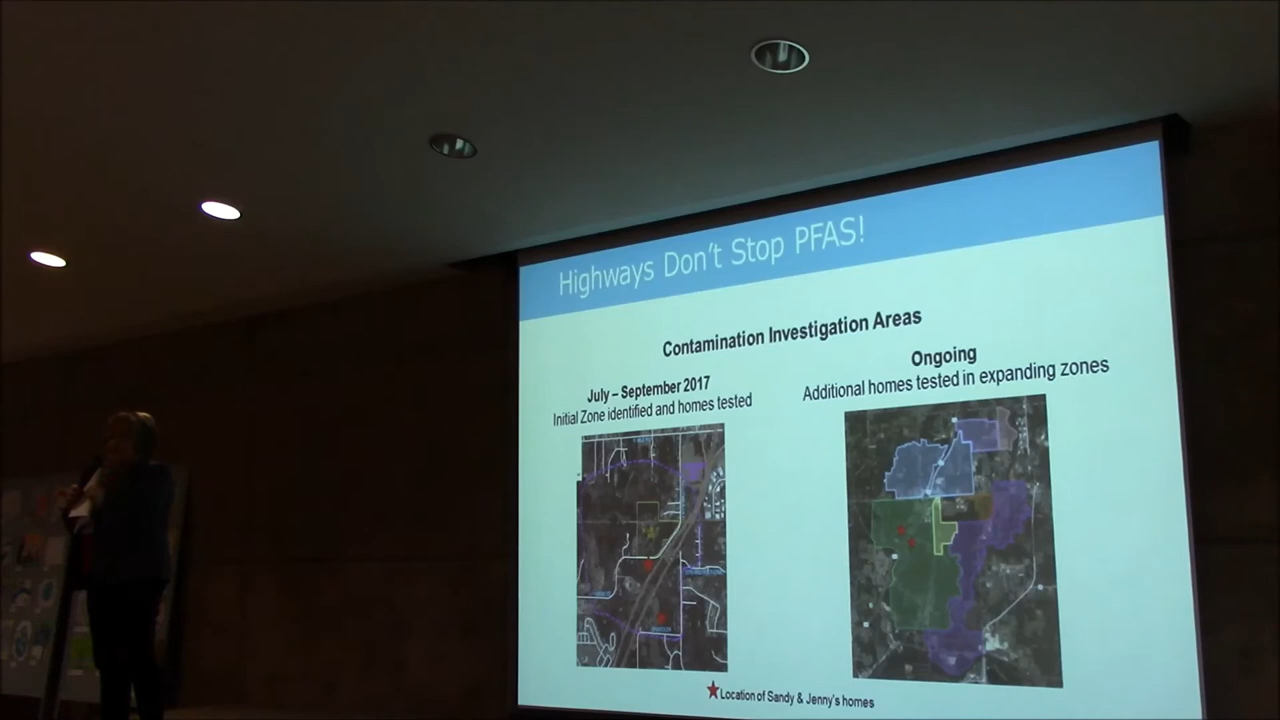 Highways Don't Stop PFAS!
Contamination Investigation Areas
July – September 2017
Initial Zone identified and homes tested
Ongoing
Additional homes tested in expanding zones
Location of Sandy & Jenny's homes